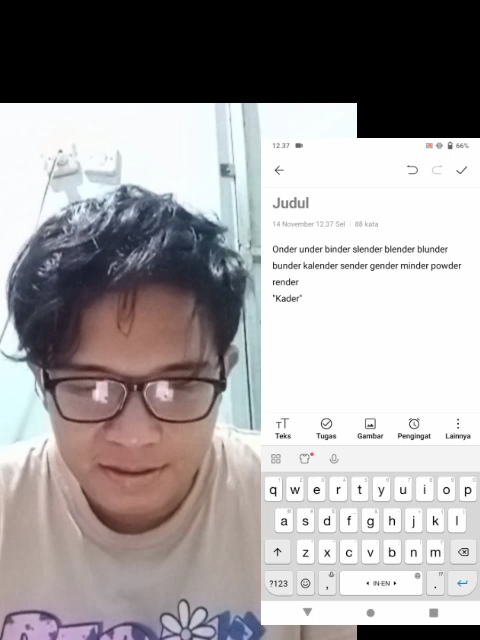 12.37
66%
Judul
14 November 12.37 Sel | 88 kata
Onder under binder slender blender blunder
bunder kalender sender gender minder powder
render
"Kader"
Teks Tugas Gambar Pengingat Lainnya
q w e r t y u i o p
a s d f g h j k l
z x c v b n m
?123 , IN·EN .